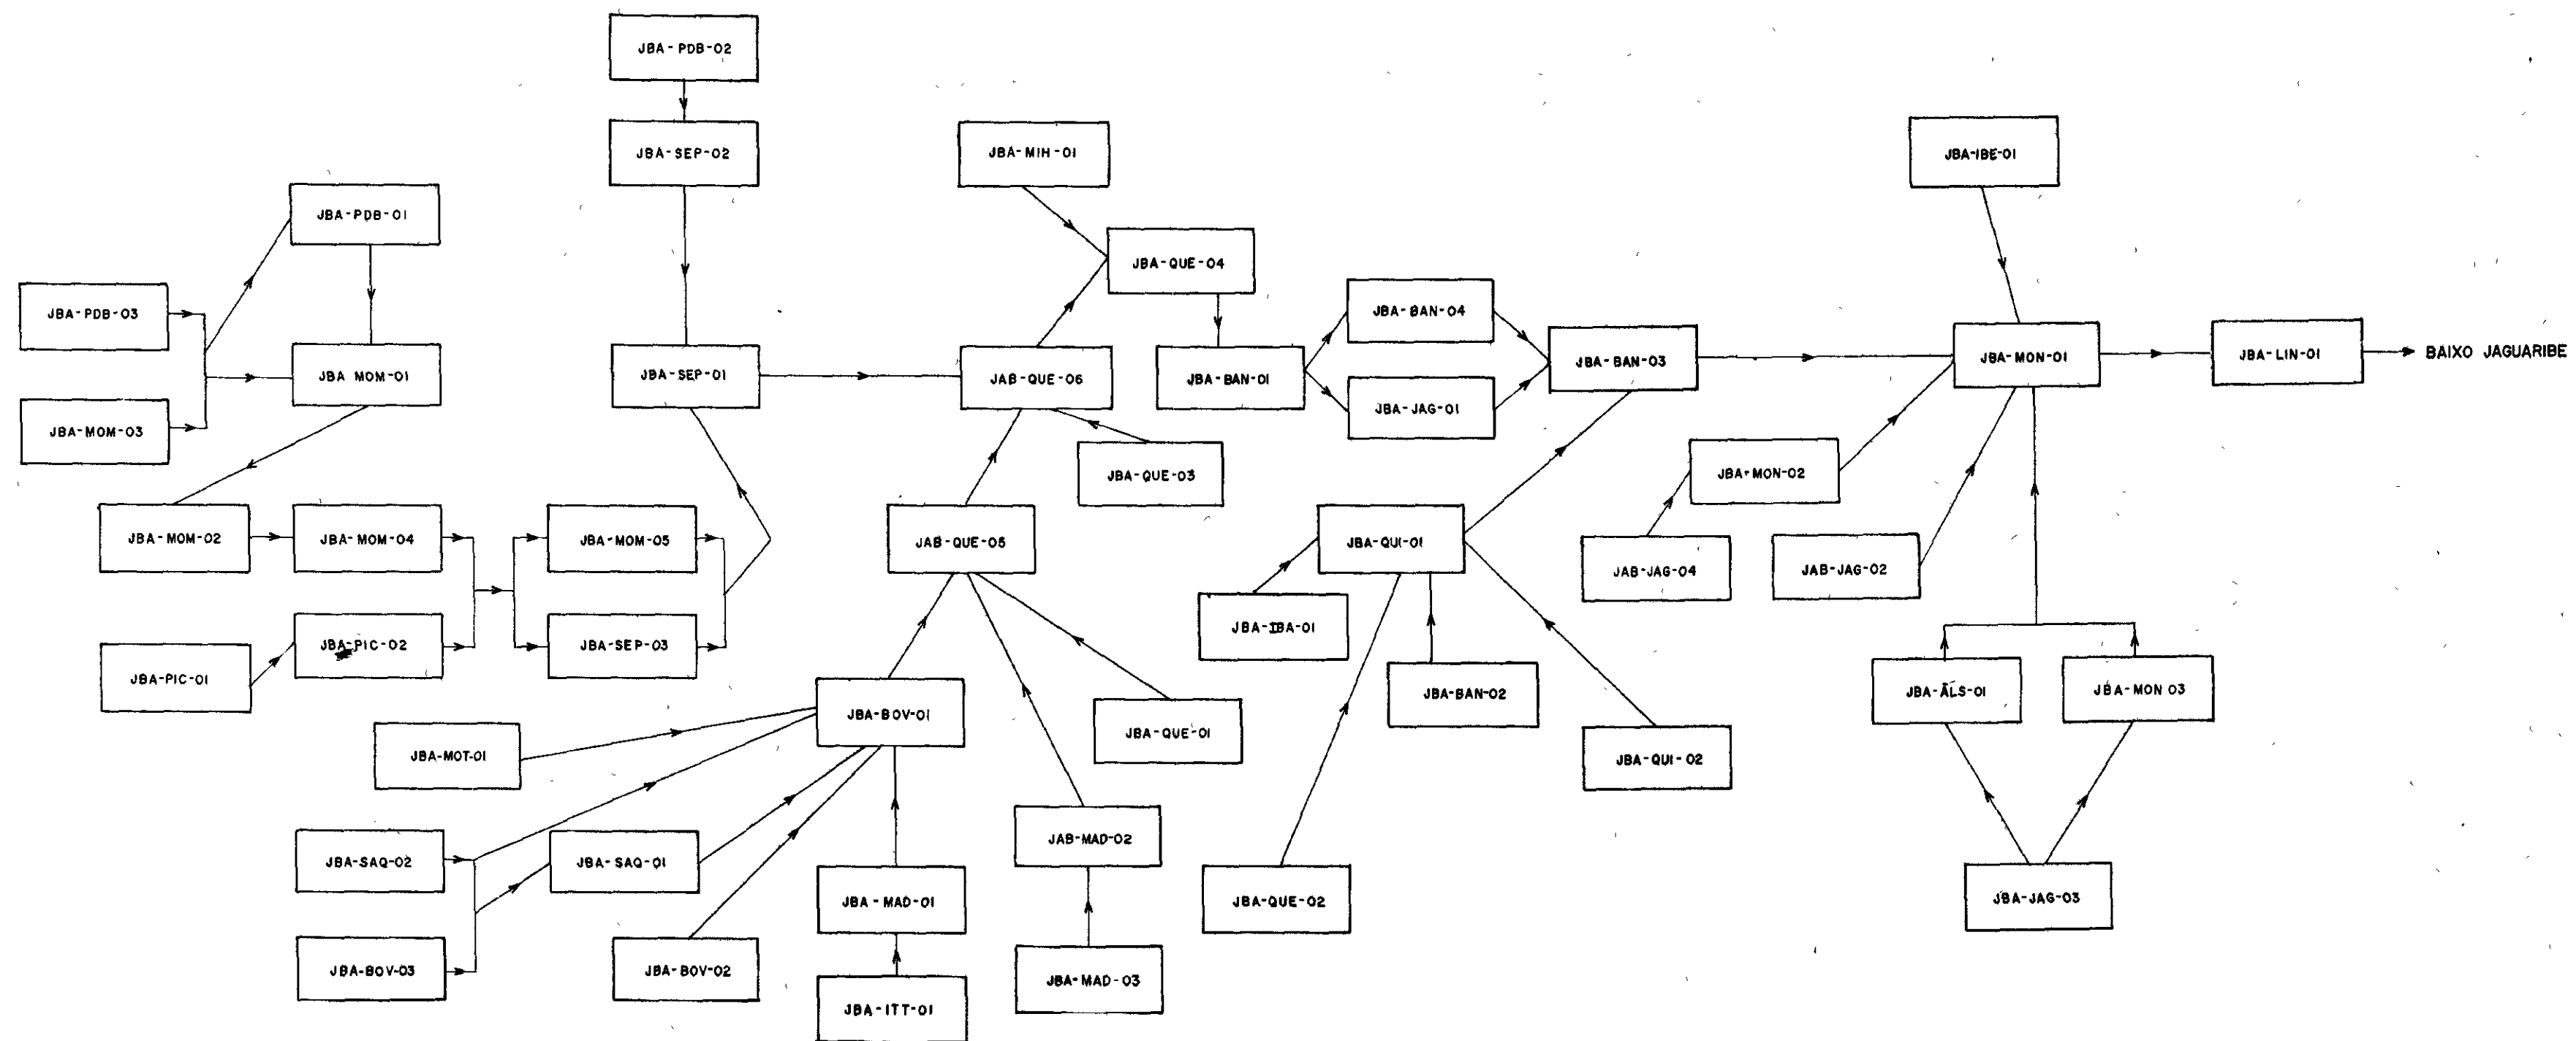 JBA-PDB-02
JBA-SEP-02
JBA-MIH-01
JBA-IBE-01
JBA-PDB-01
JBA-QUE-04
JBA-PDB-03
JBA-BAN-04
JBA MOM-01
JBA-SEP-01
JAB-QUE-06
JBA-BAN-01
JBA-BAN-03
JBA-MON-01
JBA-LIN-01
BAIXO JAGUARIBE
JBA-MOM-03
JBA-JAG-01
JBA-QUE-03
JBA-MON-02
JBA-MOM-02
JBA-MOM-04
JBA-MOM-05
JAB-QUE-05
JBA-QUI-01
JAB-JAG-04
JAB-JAG-02
JBA-IBA-01
JBA-PIC-01
JBA-PIC-02
JBA-SEP-03
JBA-BAN-02
JBA-ALS-01
JBA-MON 03
JBA-BOV-01
JBA-QUE-01
JBA-MOT-01
JBA-QUI-02
JBA-SAQ-02
JBA-SAQ-01
JAB-MAD-02
JBA-MAD-01
JBA-QUE-02
JBA-JAG-03
JBA-BOV-03
JBA-BOV-02
JBA-MAD-03
JBA-ITT-01